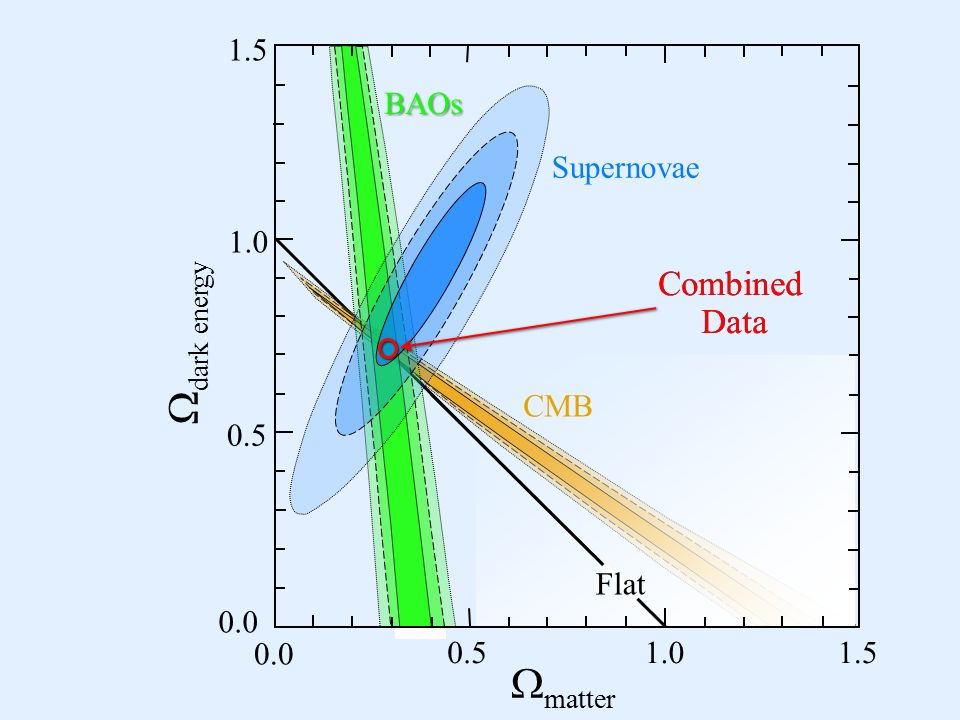 1.5
BAOs
Supernovae
1.0
Combined
Data
Ωdark energy
CMB
0.5
Flat
0.0
0.0
0.5
1.0
1.5
Ωmatter